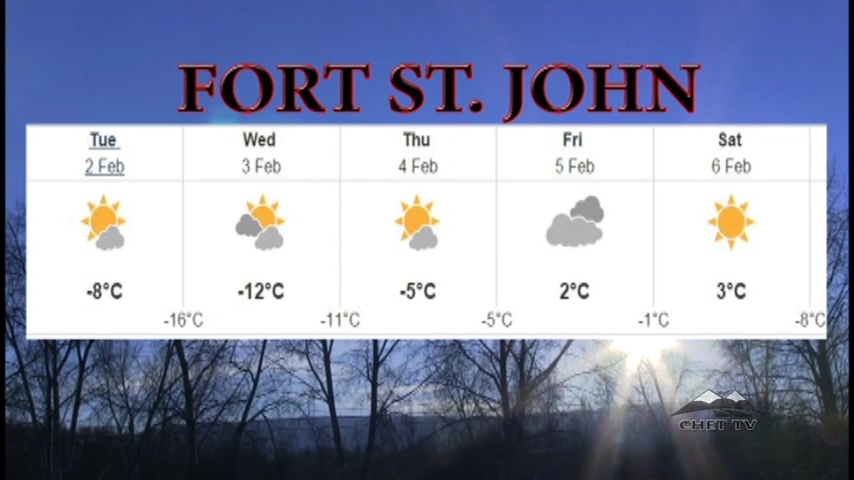 FORT ST. JOHN
Tue Wed Thu Fri Sat
2 Feb 3 Feb 4 Feb 5 Feb 6 Feb
-8°C -12°C -5°C 2°C 3°C
-16°C -11°C -5°C -1°C -8°C
CHET TV